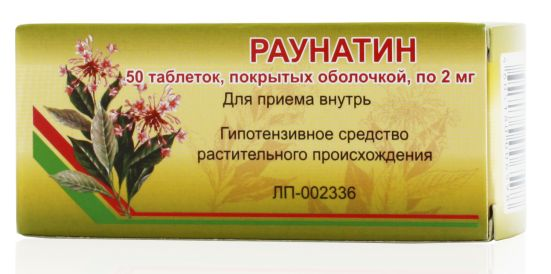 РАУНАТИН
50 таблеток, покрытых оболочкой, по 2 мг
Для приема внутрь
Гипотензивное средство
растительного происхождения
ЛП-002336